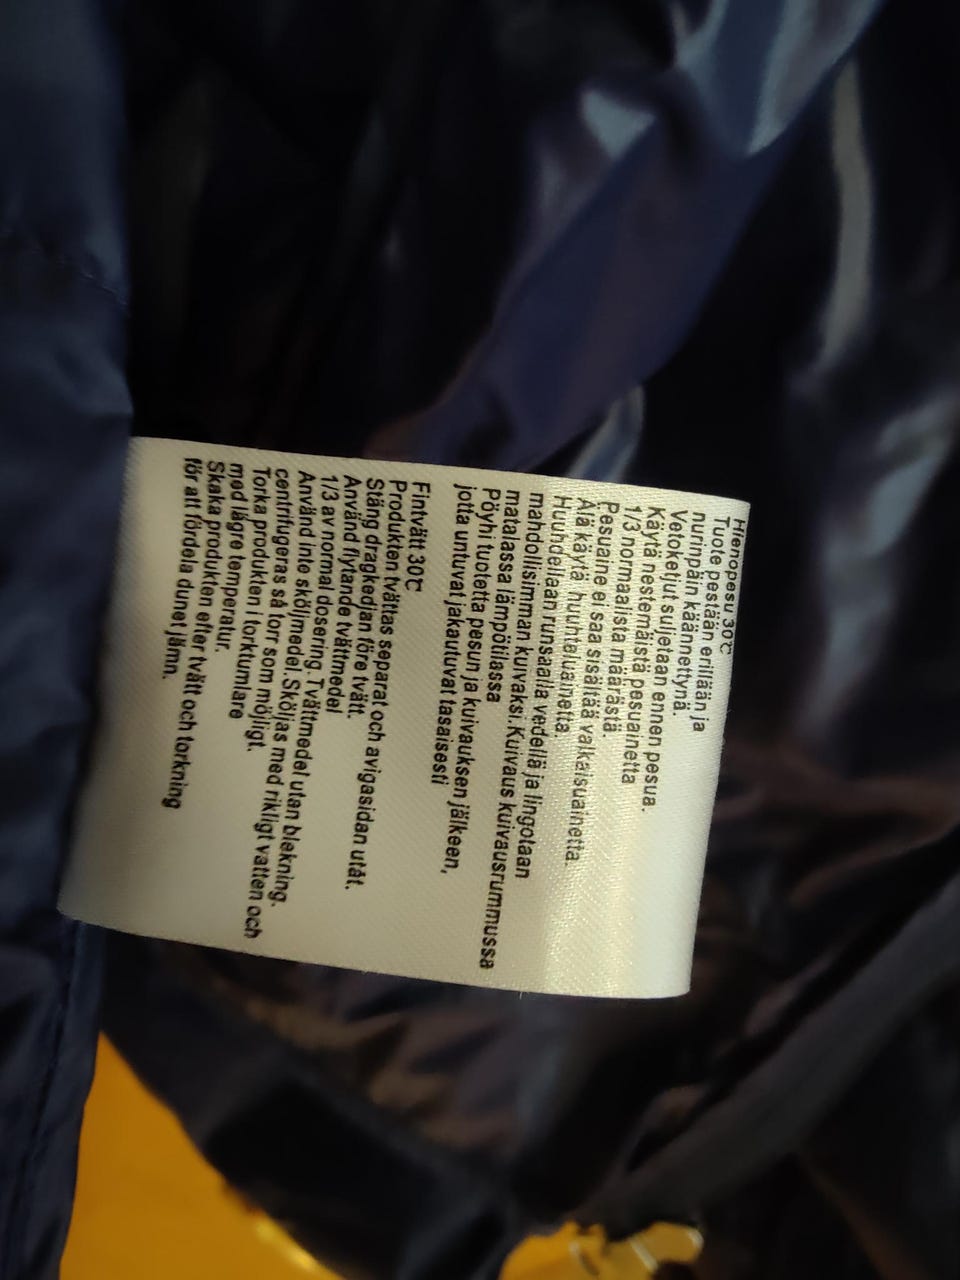 Hienopesu 30℃
Tuote pestään erillään ja
nurinpäin käännettynä.
Vetoketjut suljetaan ennen pesua.
Käytä nestemäistä pesuainetta
1/3 normaalista määrästä
Pesuaine ei saa sisältää valkaisuainetta.
Älä käytä huuhteluainetta.
Huuhdellaan runsaalla vedellä ja lingotaan
mahdollisimman kuivaksi.Kuivaus kuivausrummussa
matalassa lämpötilassa
Pöyhi tuotetta pesun ja kuivauksen jälkeen,
jotta untuvat jakautuvat tasaisesti
Fintvätt 30℃
Produkten tvättas separat och avigasidan utåt.
Stäng dragkedjan före tvätt.
Använd flytande tvättmedel
1/3 av normal dosering.Tvättmedel utan blekning.
Använd inte sköljmedel.Sköljas med rikligt vatten och
centrifugeras så torr som möjligt.
Torka produkten i torktumlare
med lägre temperatur.
Skaka produkten efter tvätt och torkning
för att fördela dunet jämn.